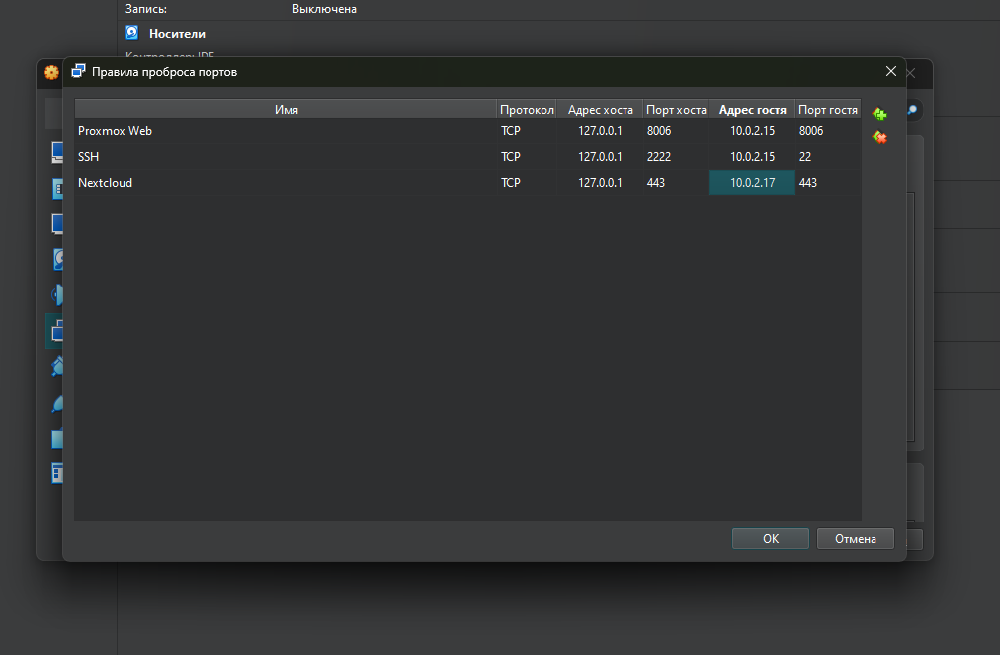 Запись: Выключена
Носители
Контроллер: IDE
Правила проброса портов
Имя Протокол Адрес хоста Порт хоста Адрес гостя Порт гостя
Proxmox Web TCP 127.0.0.1 8006 10.0.2.15 8006
SSH TCP 127.0.0.1 2222 10.0.2.15 22
Nextcloud TCP 127.0.0.1 443 10.0.2.17 443
OK Отмена